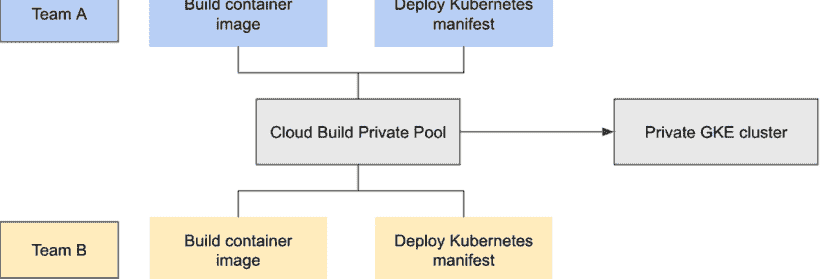 Team A
Build container
image
Deploy Kubernetes
manifest
Cloud Build Private Pool
Private GKE cluster
Team B
Build container
image
Deploy Kubernetes
manifest